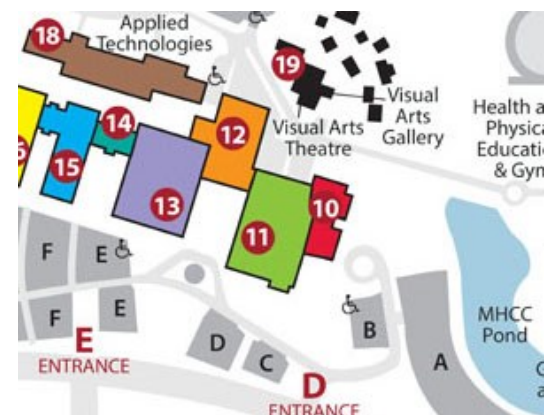 18
Applied
Technologies
19
Visual Arts
Gallery
Visual Arts
Theatre
Health a
Physica
Educatio
& Gym
14
12
6
15
13
10
11
F
E
F
E
E
ENTRANCE
D
C
B
A
D
ENTRANCE
MHCC
Pond
G
a